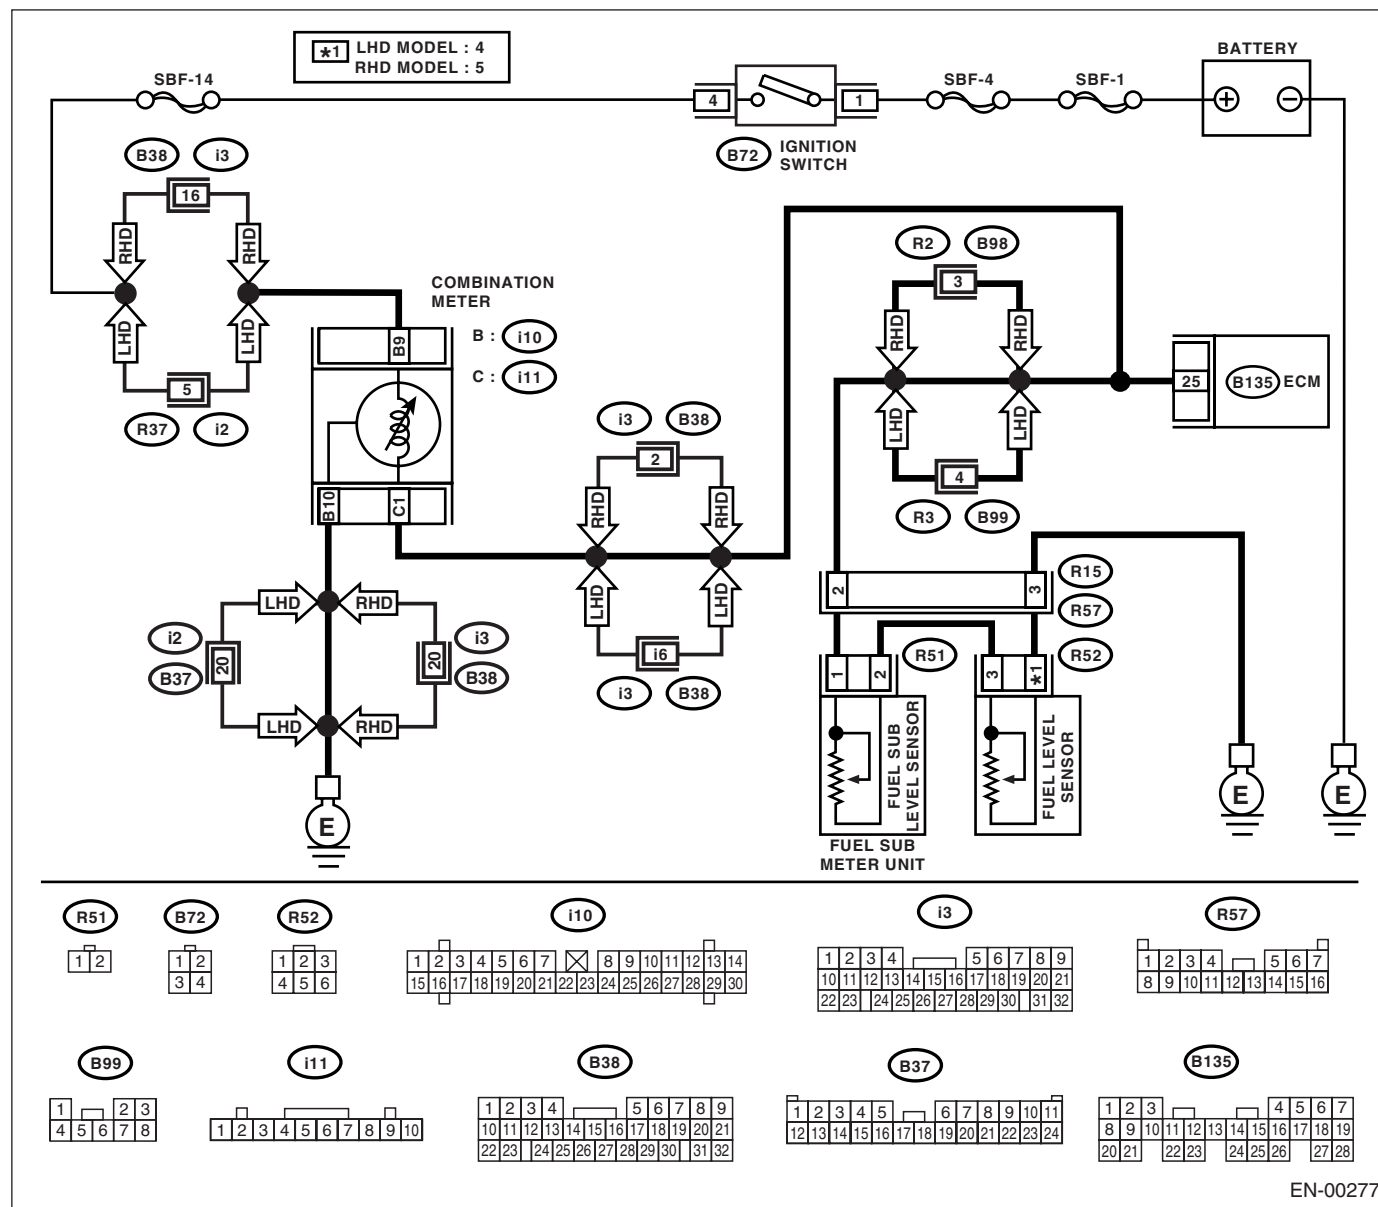 *1 LHD MODEL : 4
RHD MODEL : 5
BATTERY
SBF-14
SBF-4
SBF-1
4
1
+
−
B72
IGNITION
SWITCH
B38
i3
16
RHD
RHD
LHD
LHD
5
R37
i2
COMBINATION
METER
B : i10
C : i11
B9
B10
C1
R2
B98
3
RHD
RHD
LHD
LHD
4
R3
B99
25
B135 ECM
i3
B38
2
RHD
RHD
LHD
LHD
i6
i3
B38
LHD
RHD
i2
B37
20
20
i3
B38
LHD
RHD
E
2
3
R15
R57
1
2
R51
3
*1
R52
FUEL SUB
LEVEL SENSOR
FUEL LEVEL
SENSOR
FUEL SUB
METER UNIT
E
E
R51
1 2
B72
1 2
3 4
R52
1 2 3
4 5 6
i10
1 2 3 4 5 6 7 8 9 10 11 12 13 14
15 16 17 18 19 20 21 22 23 24 25 26 27 28 29 30
i3
1 2 3 4 5 6 7 8 9
10 11 12 13 14 15 16 17 18 19 20 21
22 23 24 25 26 27 28 29 30 31 32
R57
1 2 3 4 5 6 7
8 9 10 11 12 13 14 15 16
B99
1 2 3
4 5 6 7 8
i11
1 2 3 4 5 6 7 8 9 10
B38
1 2 3 4 5 6 7 8 9
10 11 12 13 14 15 16 17 18 19 20 21
22 23 24 25 26 27 28 29 30 31 32
B37
1 2 3 4 5 6 7 8 9 10 11
12 13 14 15 16 17 18 19 20 21 22 23 24
B135
1 2 3 4 5 6 7
8 9 10 11 12 13 14 15 16 17 18 19
20 21 22 23 24 25 26 27 28
EN-00277